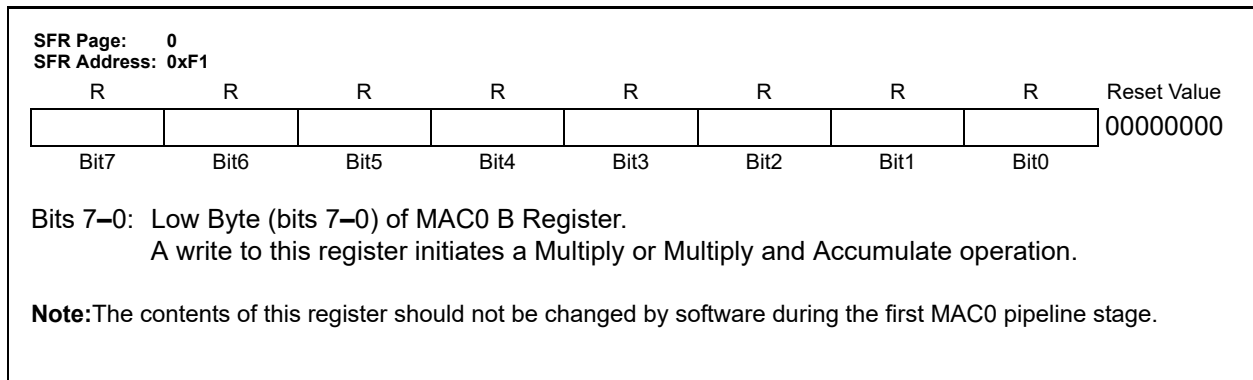 SFR Page: 0
SFR Address: 0xF1
R R R R R R R R Reset Value
00000000
Bit7 Bit6 Bit5 Bit4 Bit3 Bit2 Bit1 Bit0
Bits 7–0: Low Byte (bits 7–0) of MAC0 B Register.
A write to this register initiates a Multiply or Multiply and Accumulate operation.
Note:The contents of this register should not be changed by software during the first MAC0 pipeline stage.